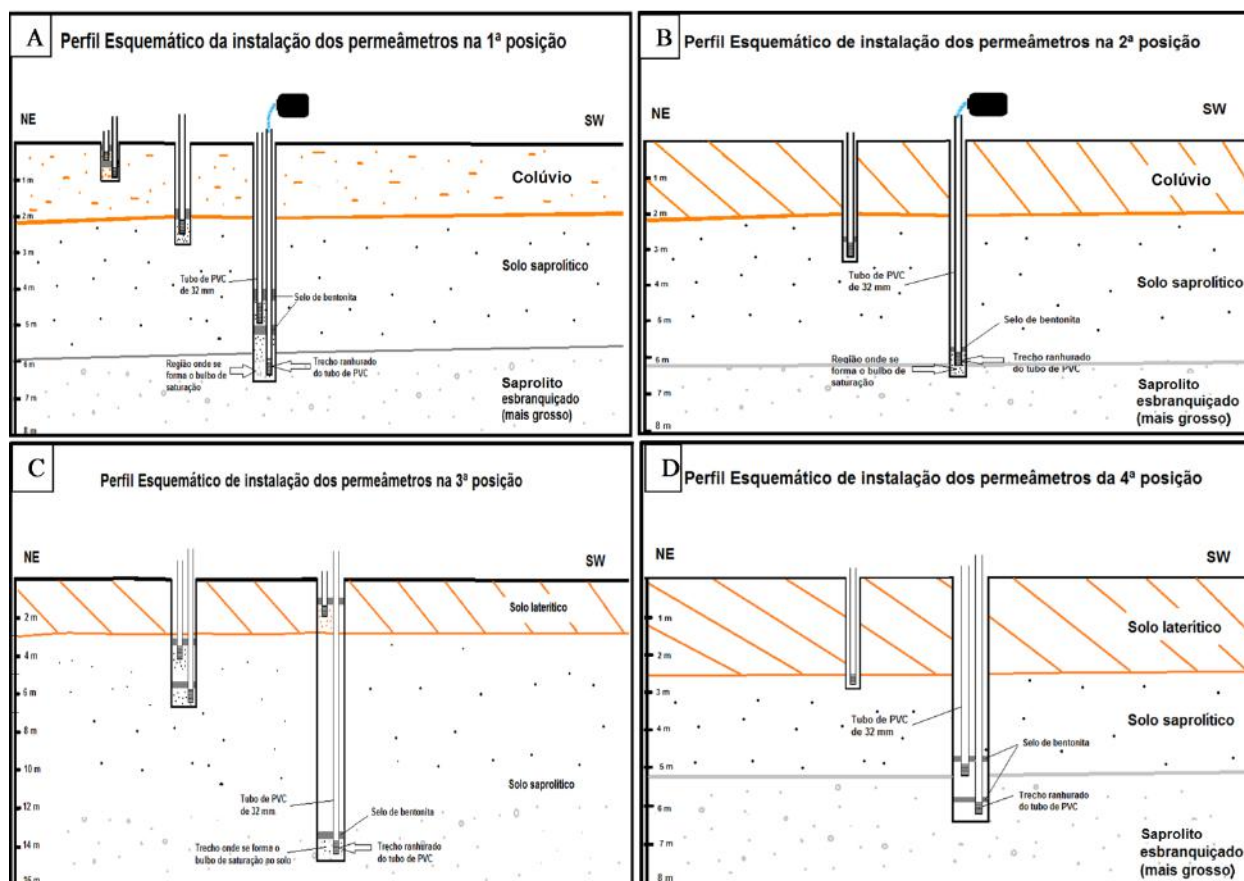 A
Perfil Esquemático da instalação dos permeâmetros na 1ª posição
NE
1 m
Colúvio
2 m
3 m
Solo saprolítico
Tubo de PVC
de 32 mm
4 m
Selo de bentonita
5 m
6 m
Região onde se
forma o bulbo de
saturação
Trecho ranhurado
do tubo de PVC
Saprolito
esbranquiçado
(mais grosso)
7 m
8 m
B
Perfil Esquemático de instalação dos permeâmetros na 2ª posição
NE
SW
1 m
Colúvio
2 m
3 m
Tubo de PVC
de 32 mm
Solo saprolítico
4 m
5 m
Selo de bentonita
6 m
Região onde se
forma o bulbo de
saturação
Trecho ranhurado
do tubo de PVC
Saprolito
esbranquiçado
(mais grosso)
7 m
8 m
C
Perfil Esquemático de instalação dos permeâmetros na 3ª posição
NE
SW
Solo laterítico
2 m
4 m
6 m
8 m
10 m
Solo saprolítico
Tubo de PVC
de 32 mm
12 m
Selo de bentonita
14 m
Trecho onde se forma o
bulbo de saturação po solo
Trecho ranhurado
do tubo de PVC
D
Perfil Esquemático de instalação dos permeâmetros da 4ª posição
NE
SW
1 m
Solo laterítico
2 m
3 m
Tubo de PVC
de 32 mm
Solo saprolítico
4 m
Selo de bentonita
5 m
6 m
Trecho ranhurado
do tubo de PVC
7 m
Saprolito
esbranquiçado
(mais grosso)
8 m